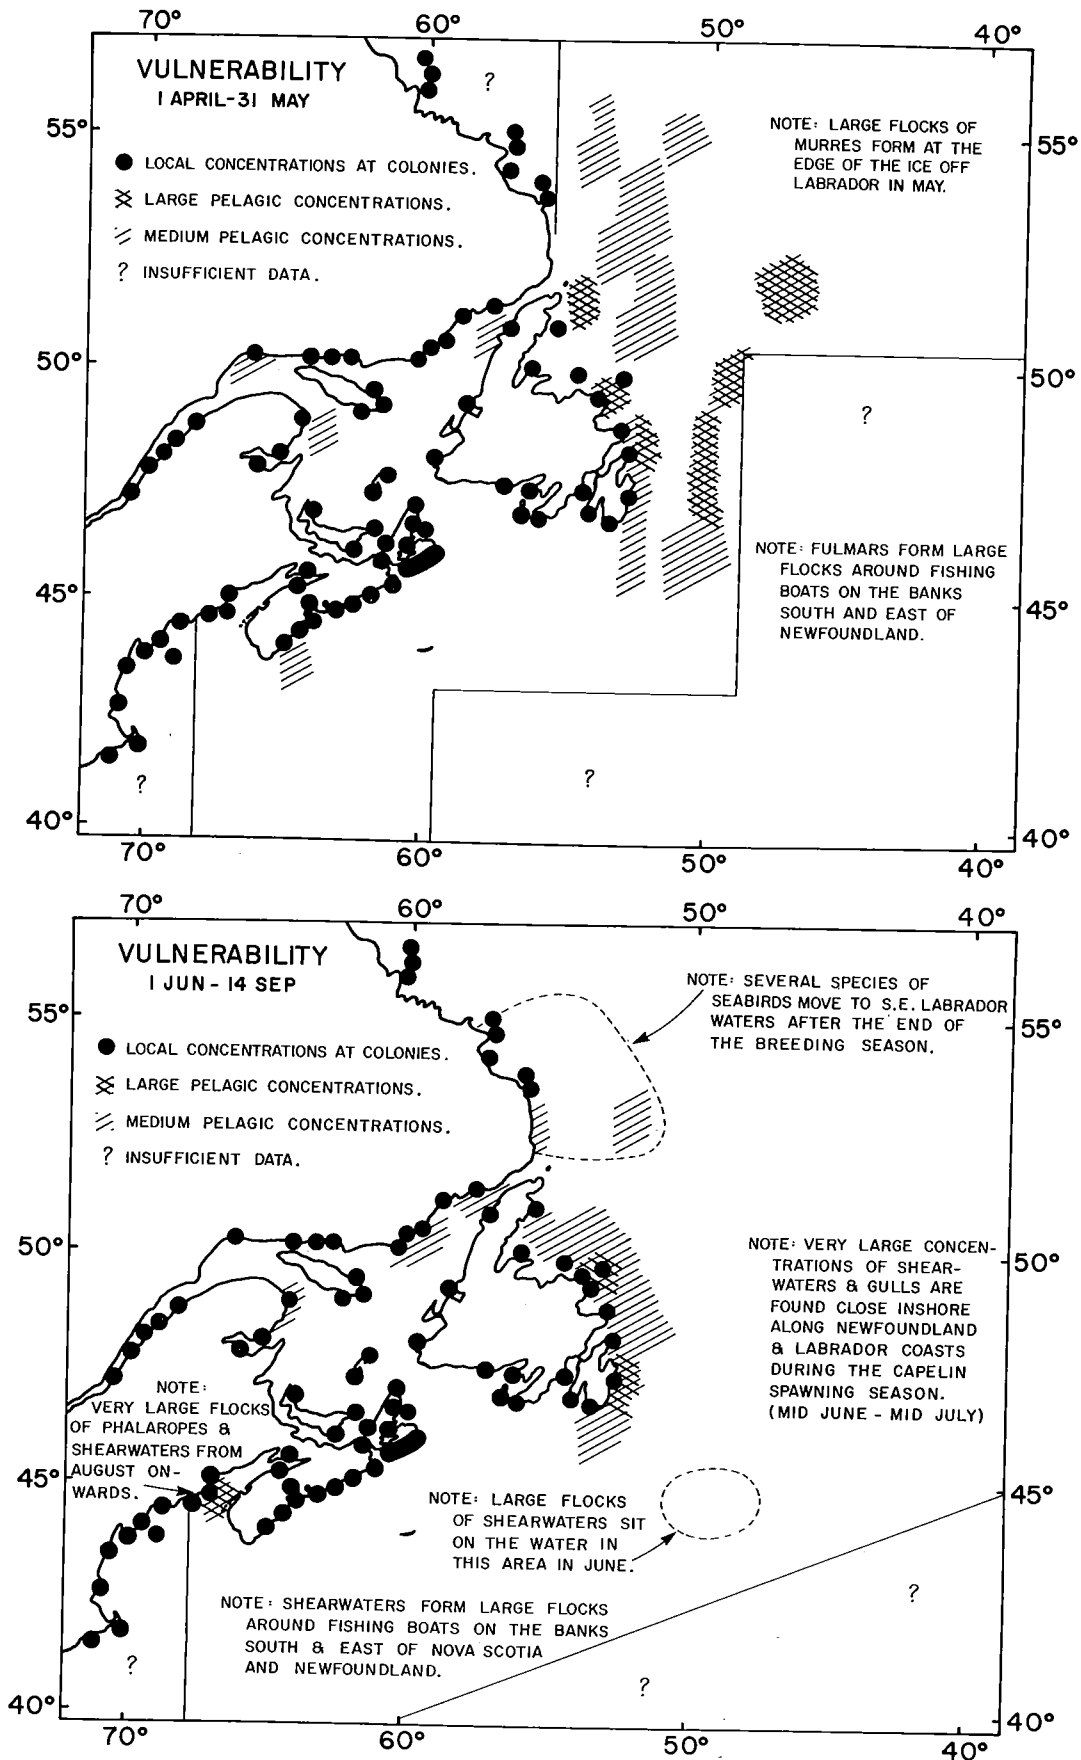 70°
60°
50°
40°
VULNERABILITY
1 APRIL-31 MAY
?
NOTE: LARGE FLOCKS OF
MURRES FORM AT THE
EDGE OF THE ICE OFF
LABRADOR IN MAY.
55°
55°
LOCAL CONCENTRATIONS AT COLONIES.
LARGE PELAGIC CONCENTRATIONS.
MEDIUM PELAGIC CONCENTRATIONS.
? INSUFFICIENT DATA.
50°
50°
?
NOTE: FULMARS FORM LARGE
FLOCKS AROUND FISHING
BOATS ON THE BANKS
SOUTH AND EAST OF
NEWFOUNDLAND.
45°
45°
?
?
40°
40°
70°
60°
50°
40°
70°
60°
50°
40°
VULNERABILITY
1 JUN - 14 SEP
NOTE: SEVERAL SPECIES OF
SEABIRDS MOVE TO S.E. LABRADOR
WATERS AFTER THE END OF
THE BREEDING SEASON.
55°
55°
LOCAL CONCENTRATIONS AT COLONIES.
LARGE PELAGIC CONCENTRATIONS.
MEDIUM PELAGIC CONCENTRATIONS.
? INSUFFICIENT DATA.
50°
50°
NOTE: VERY LARGE CONCEN-
TRATIONS OF SHEAR-
WATERS & GULLS ARE
FOUND CLOSE INSHORE
ALONG NEWFOUNDLAND
& LABRADOR COASTS
DURING THE CAPELIN
SPAWNING SEASON.
(MID JUNE - MID JULY)
NOTE:
VERY LARGE FLOCKS
OF PHALAROPES &
SHEARWATERS FROM
AUGUST ON-
WARDS.
45°
45°
NOTE: LARGE FLOCKS
OF SHEARWATERS SIT
ON THE WATER IN
THIS AREA IN JUNE.
NOTE: SHEARWATERS FORM LARGE FLOCKS
AROUND FISHING BOATS ON THE BANKS
SOUTH & EAST OF NOVA SCOTIA
AND NEWFOUNDLAND.
?
?
?
40°
40°
70°
60°
50°
40°